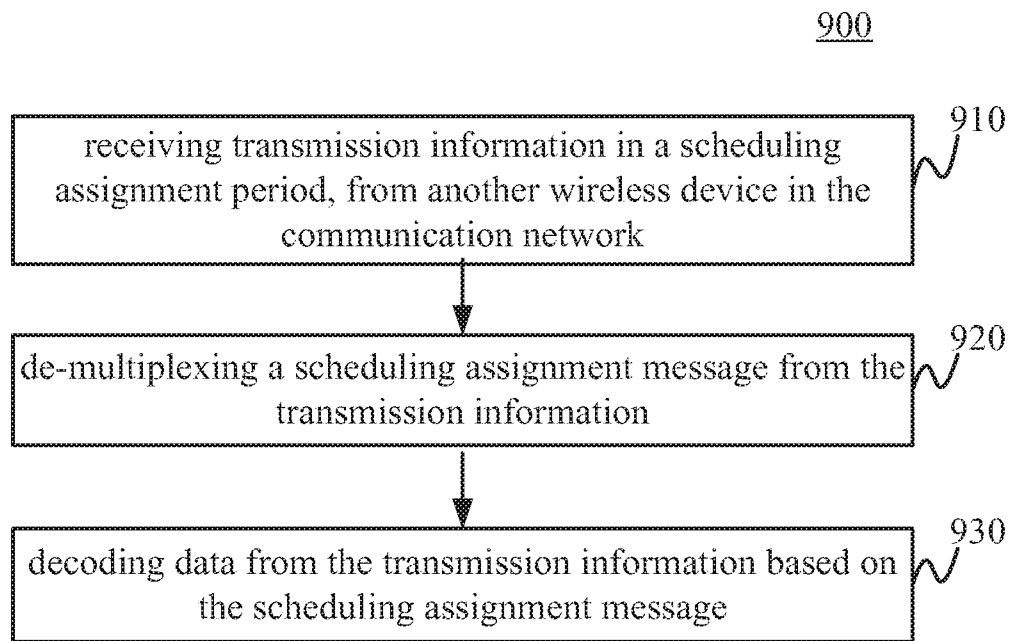 900
910
receiving transmission information in a scheduling
assignment period, from another wireless device in the
communication network
920
de-multiplexing a scheduling assignment message from the
transmission information
930
decoding data from the transmission information based on
the scheduling assignment message